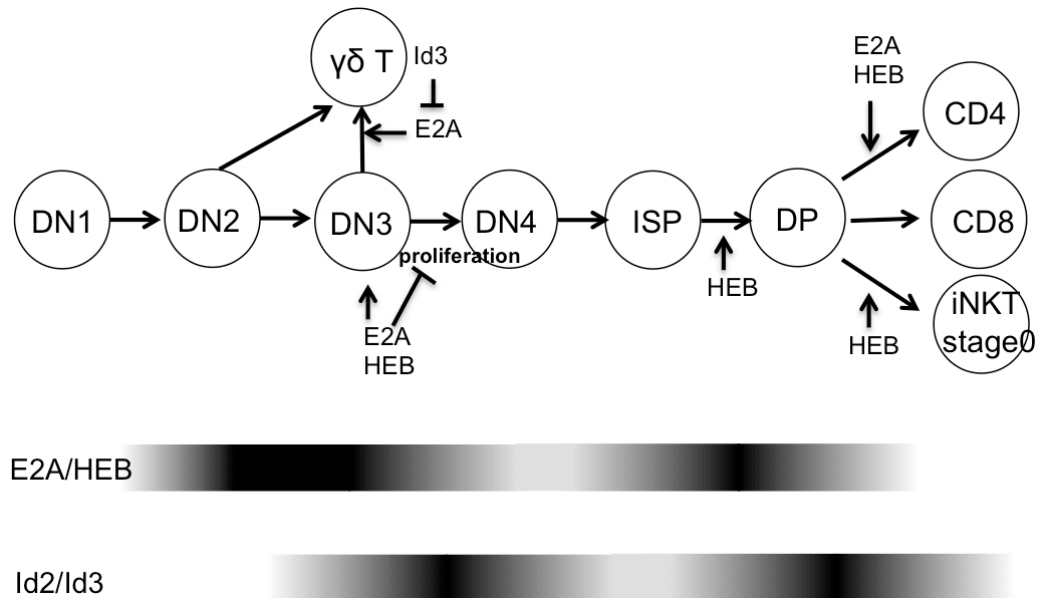 γδ T
Id3
E2A
E2A
HEB
CD4
DN1
DN2
DN3
DN4
ISP
DP
CD8
proliferation
HEB
E2A
HEB
HEB
iNKT
stage0
E2A/HEB
Id2/Id3